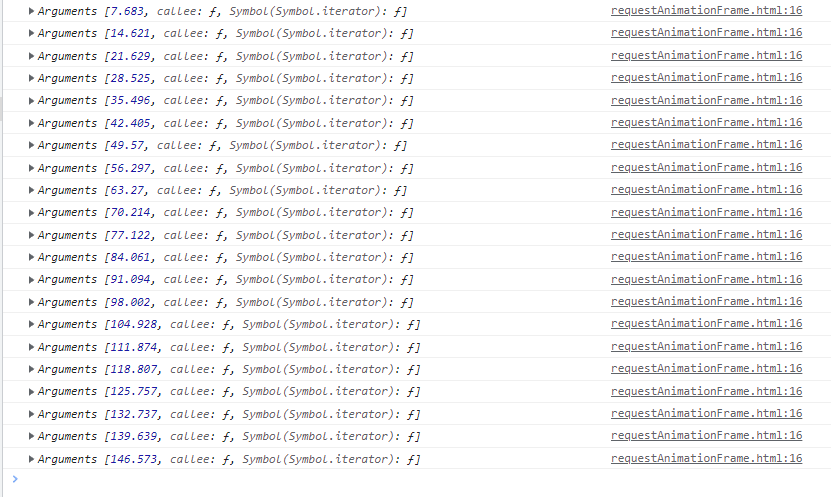 Arguments [7.683, callee: ƒ, Symbol(Symbol.iterator): ƒ] requestAnimationFrame.html:16
Arguments [14.621, callee: ƒ, Symbol(Symbol.iterator): ƒ] requestAnimationFrame.html:16
Arguments [21.629, callee: ƒ, Symbol(Symbol.iterator): ƒ] requestAnimationFrame.html:16
Arguments [28.525, callee: ƒ, Symbol(Symbol.iterator): ƒ] requestAnimationFrame.html:16
Arguments [35.496, callee: ƒ, Symbol(Symbol.iterator): ƒ] requestAnimationFrame.html:16
Arguments [42.405, callee: ƒ, Symbol(Symbol.iterator): ƒ] requestAnimationFrame.html:16
Arguments [49.57, callee: ƒ, Symbol(Symbol.iterator): ƒ] requestAnimationFrame.html:16
Arguments [56.297, callee: ƒ, Symbol(Symbol.iterator): ƒ] requestAnimationFrame.html:16
Arguments [63.27, callee: ƒ, Symbol(Symbol.iterator): ƒ] requestAnimationFrame.html:16
Arguments [70.214, callee: ƒ, Symbol(Symbol.iterator): ƒ] requestAnimationFrame.html:16
Arguments [77.122, callee: ƒ, Symbol(Symbol.iterator): ƒ] requestAnimationFrame.html:16
Arguments [84.061, callee: ƒ, Symbol(Symbol.iterator): ƒ] requestAnimationFrame.html:16
Arguments [91.094, callee: ƒ, Symbol(Symbol.iterator): ƒ] requestAnimationFrame.html:16
Arguments [98.002, callee: ƒ, Symbol(Symbol.iterator): ƒ] requestAnimationFrame.html:16
Arguments [104.928, callee: ƒ, Symbol(Symbol.iterator): ƒ] requestAnimationFrame.html:16
Arguments [111.874, callee: ƒ, Symbol(Symbol.iterator): ƒ] requestAnimationFrame.html:16
Arguments [118.807, callee: ƒ, Symbol(Symbol.iterator): ƒ] requestAnimationFrame.html:16
Arguments [125.757, callee: ƒ, Symbol(Symbol.iterator): ƒ] requestAnimationFrame.html:16
Arguments [132.737, callee: ƒ, Symbol(Symbol.iterator): ƒ] requestAnimationFrame.html:16
Arguments [139.639, callee: ƒ, Symbol(Symbol.iterator): ƒ] requestAnimationFrame.html:16
Arguments [146.573, callee: ƒ, Symbol(Symbol.iterator): ƒ] requestAnimationFrame.html:16